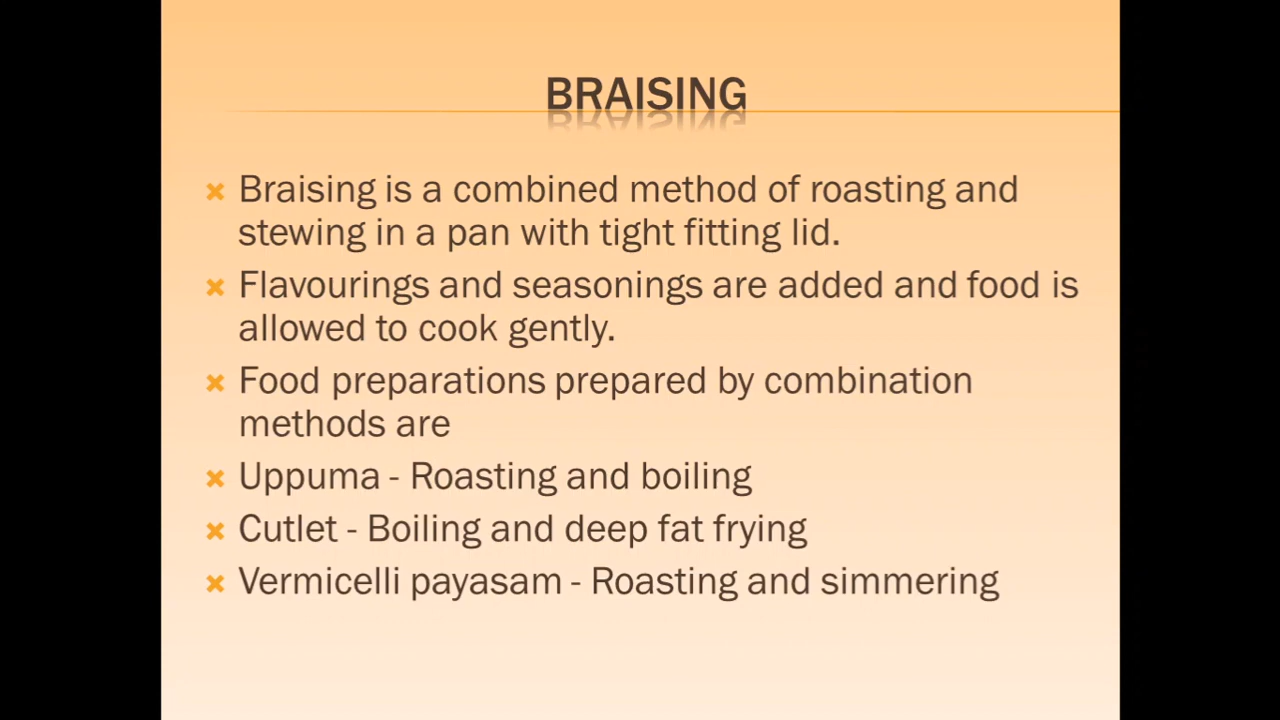 BRAISING
Braising is a combined method of roasting and
stewing in a pan with tight fitting lid.
Flavourings and seasonings are added and food is
allowed to cook gently.
Food preparations prepared by combination
methods are
Uppuma - Roasting and boiling
Cutlet - Boiling and deep fat frying
Vermicelli payasam - Roasting and simmering